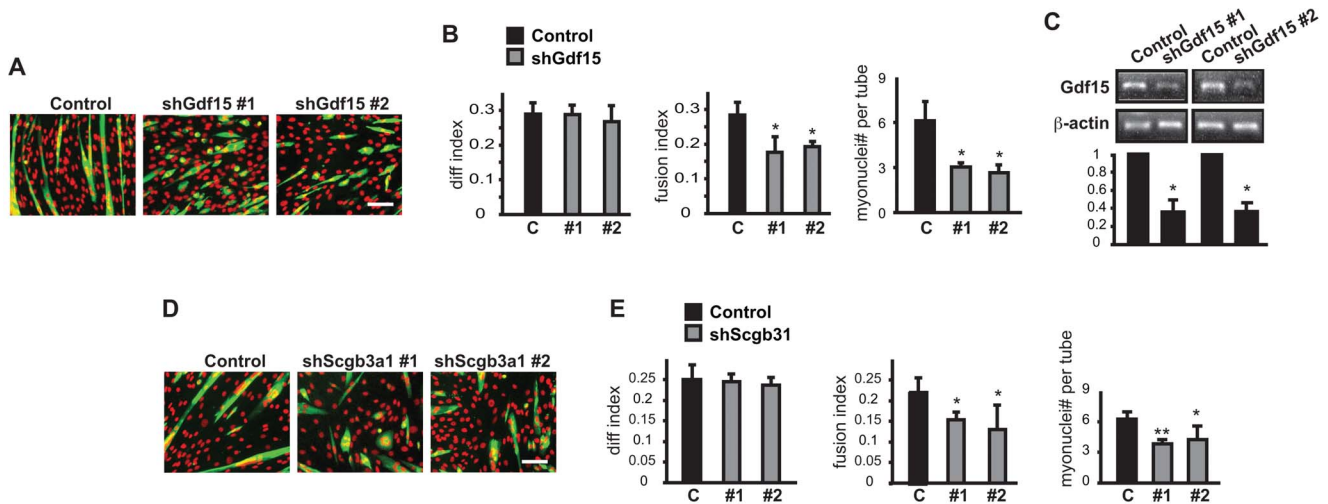 A
Control
shGdf15 #1
shGdf15 #2
B
Control
shGdf15
diff index
0.3
0.2
0.1
0
C
#1
#2
fusion index
0.3
0.2
0.1
0
*
*
C
#1
#2
myonuclei# per tube
9
6
3
0
*
*
C
#1
#2
C
Control
shGdf15 #1
Control
shGdf15 #2
Gdf15
β-actin
1
0.8
0.6
0.4
0.2
0
*
*
D
Control
shScgb3a1 #1
shScgb3a1 #2
E
Control
shScgb31
diff index
0.25
0.2
0.15
0.1
0.05
0
C
#1
#2
fusion index
0.25
0.2
0.15
0.1
0.05
0
*
*
C
#1
#2
myonuclei# per tube
9
6
3
0
**
*
C
#1
#2